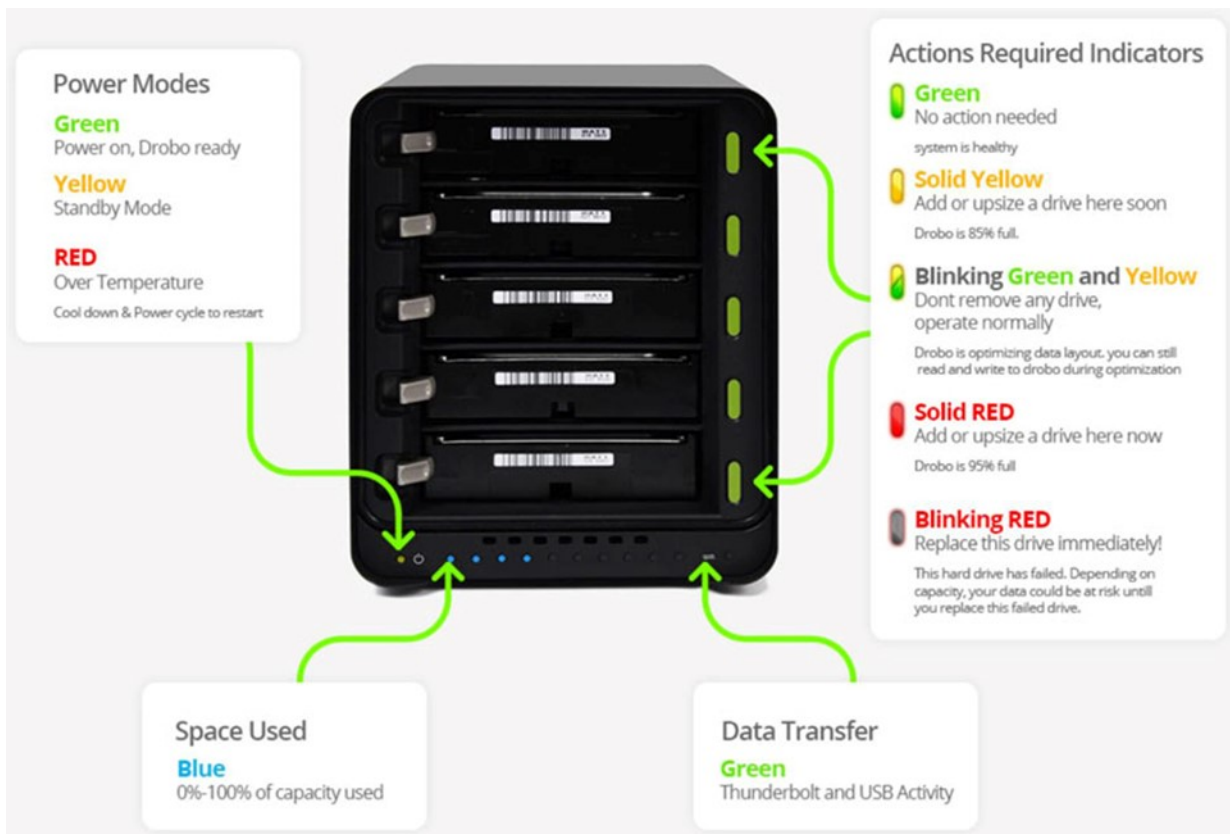 Power Modes
Green
Power on, Drobo ready
Yellow
Standby Mode
RED
Over Temperature
Cool down & Power cycle to restart
Actions Required Indicators
Green
No action needed
system is healthy
Solid Yellow
Add or upsize a drive here soon
Drobo is 85% full.
Blinking Green and Yellow
Dont remove any drive,
operate normally
Drobo is optimizing data layout. you can still
read and write to drobo during optimization
Solid RED
Add or upsize a drive here now
Drobo is 95% full
Blinking RED
Replace this drive immediately!
This hard drive has failed. Depending on
capacity, your data could be at risk untill
you replace this failed drive.
Space Used
Blue
0%-100% of capacity used
Data Transfer
Green
Thunderbolt and USB Activity